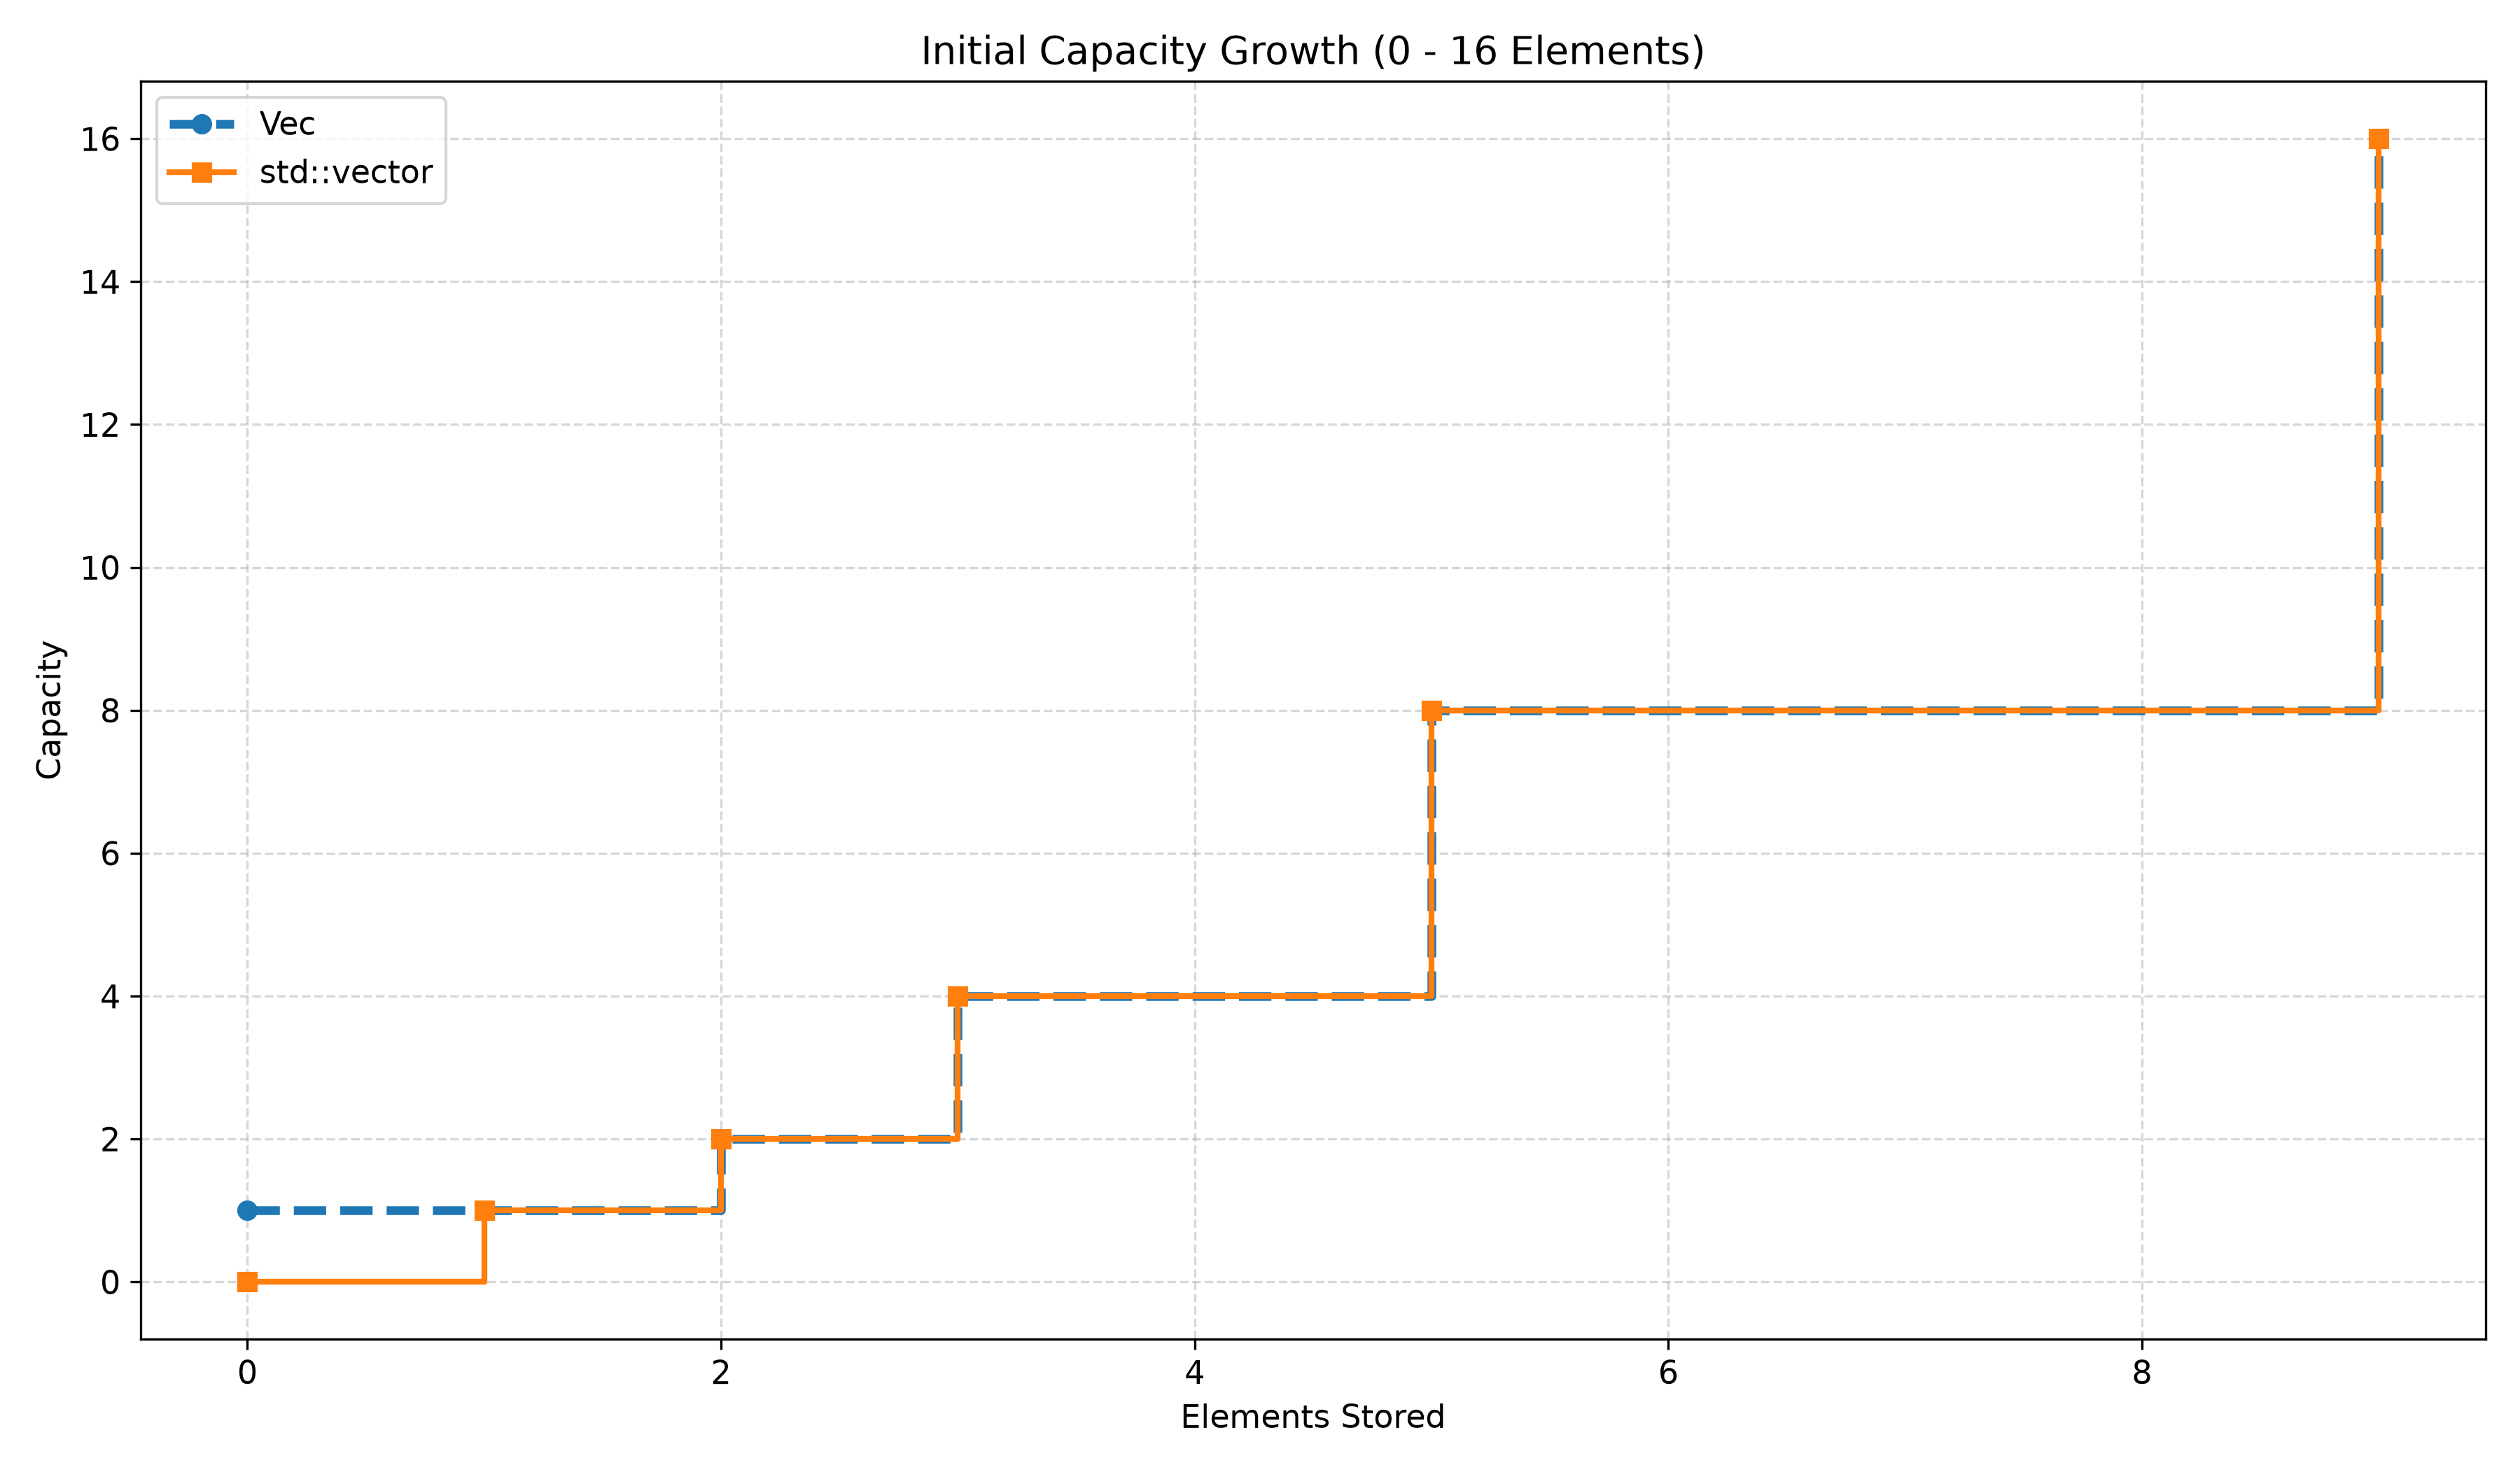 Initial Capacity Growth (0 - 16 Elements)
Vec
std::vector
16
14
12
10
8
6
4
2
0
Capacity
0 2 4 6 8
Elements Stored